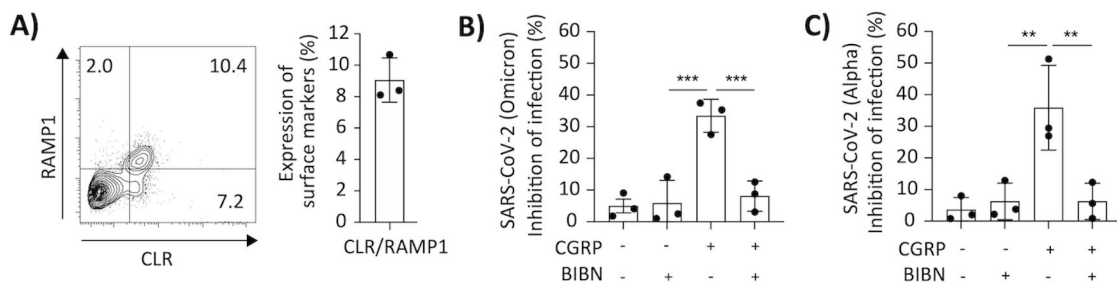 A)
RAMP1
2.0
10.4
7.2
CLR
Expression of
surface markers (%)
12
10
8
6
4
2
0
CLR/RAMP1
B)
SARS-CoV-2 (Omicron)
Inhibition of infection (%)
60
50
40
30
20
10
0
*** ***
CGRP - - + +
BIBN - + - +
C)
SARS-CoV-2 (Alpha)
Inhibition of infection (%)
60
50
40
30
20
10
0
** **
CGRP - - + +
BIBN - + - +